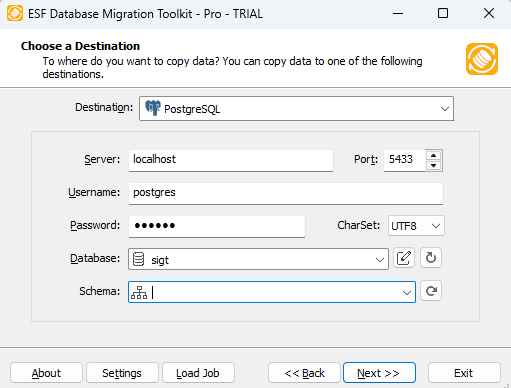 ESF Database Migration Toolkit - Pro - TRIAL
Choose a Destination
To where do you want to copy data? You can copy data to one of the following
destinations.
Destination: PostgreSQL
Server: localhost Port: 5433
Username: postgres
Password: ●●●●●● CharSet: UTF8
Database: sigt
Schema:
About Settings Load Job << Back Next >> Exit